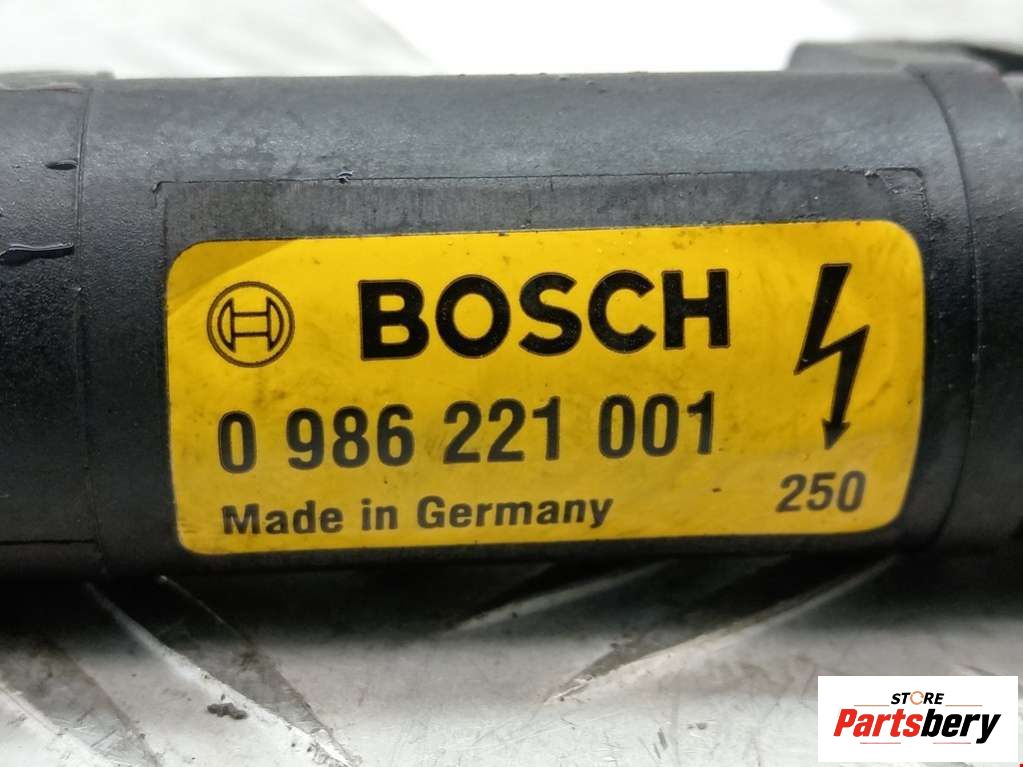 BOSCH
0 986 221 001
Made in Germany
250
STORE
Partsbery